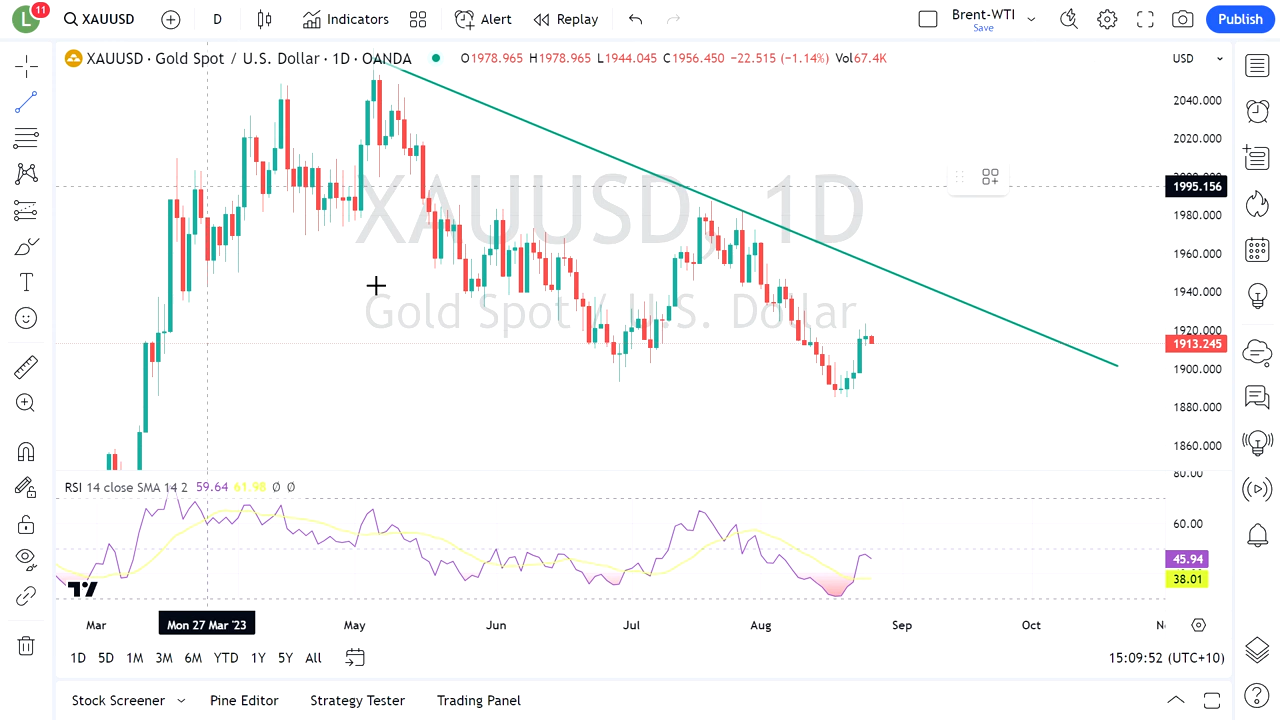 L 11 XAUUSD D Indicators Alert Replay Brent-WTI Save Publish
XAUUSD · Gold Spot / U.S. Dollar · 1D · OANDA O1978.965 H1978.965 L1944.045 C1956.450 −22.515 (−1.14%) Vol67.4K USD
2040.000
2020.000
1995.156
1980.000
XAUUSD, 1D
1960.000
1940.000
Gold Spot / U.S. Dollar
1920.000
1913.245
1900.000
1880.000
1860.000
80.00
RSI 14 close SMA 14 2 59.64 61.98 Ø Ø
60.00
45.94
38.01
Mar Mon 27 Mar '23 May Jun Jul Aug Sep Oct
1D 5D 1M 3M 6M YTD 1Y 5Y All 15:09:52 (UTC+10)
Stock Screener Pine Editor Strategy Tester Trading Panel